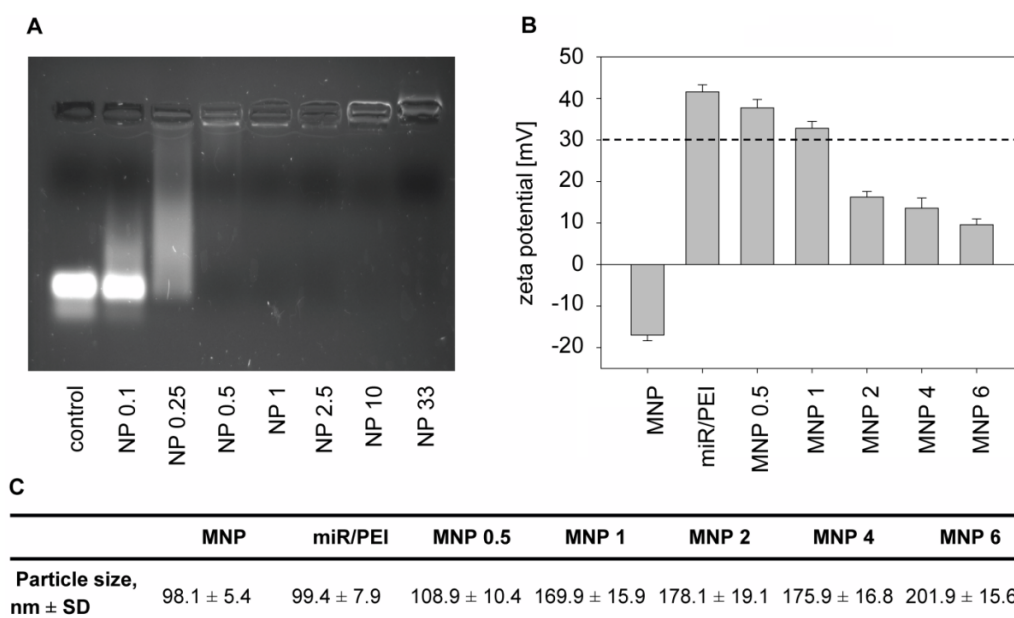 A
control
NP 0.1
NP 0.25
NP 0.5
NP 1
NP 2.5
NP 10
NP 33
B
zeta potential [mV]
50
40
30
20
10
0
-10
-20
MNP
miR/PEI
MNP 0.5
MNP 1
MNP 2
MNP 4
MNP 6
C
MNP miR/PEI MNP 0.5 MNP 1 MNP 2 MNP 4 MNP 6
Particle size,
nm ± SD 98.1 ± 5.4 99.4 ± 7.9 108.9 ± 10.4 169.9 ± 15.9 178.1 ± 19.1 175.9 ± 16.8 201.9 ± 15.6